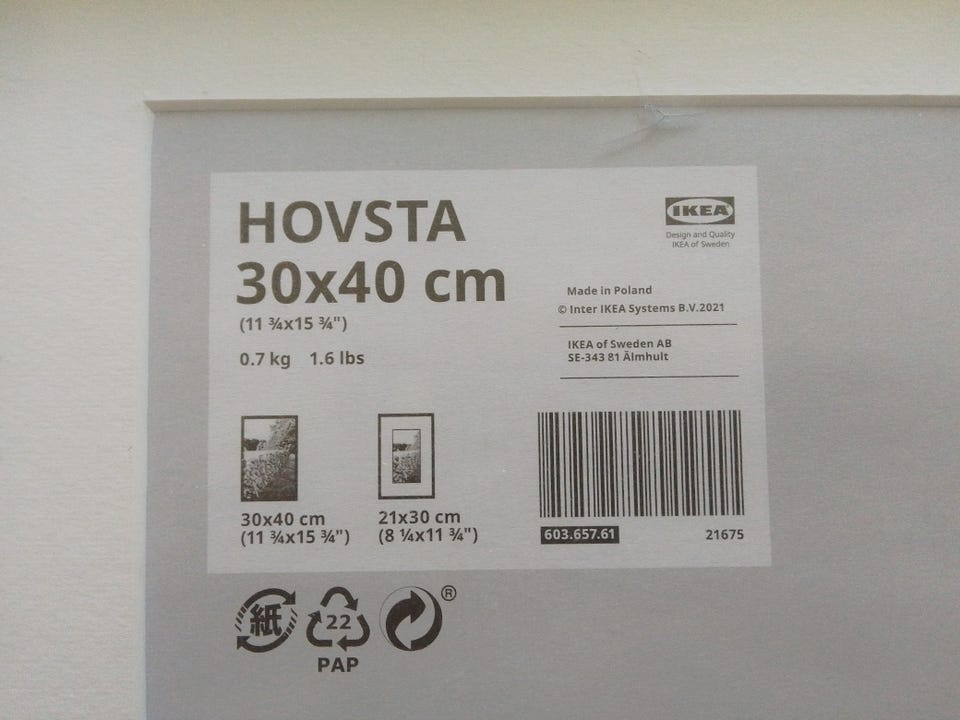 HOVSTA
30x40 cm
(11 ¾x15 ¾")
0.7 kg 1.6 lbs
IKEA
Design and Quality
IKEA of Sweden
Made in Poland
© Inter IKEA Systems B.V.2021
IKEA of Sweden AB
SE-343 81 Älmhult
30x40 cm
(11 ¾x15 ¾")
21x30 cm
(8 ¼x11 ¾")
603.657.61
21675
紙
22
PAP
®